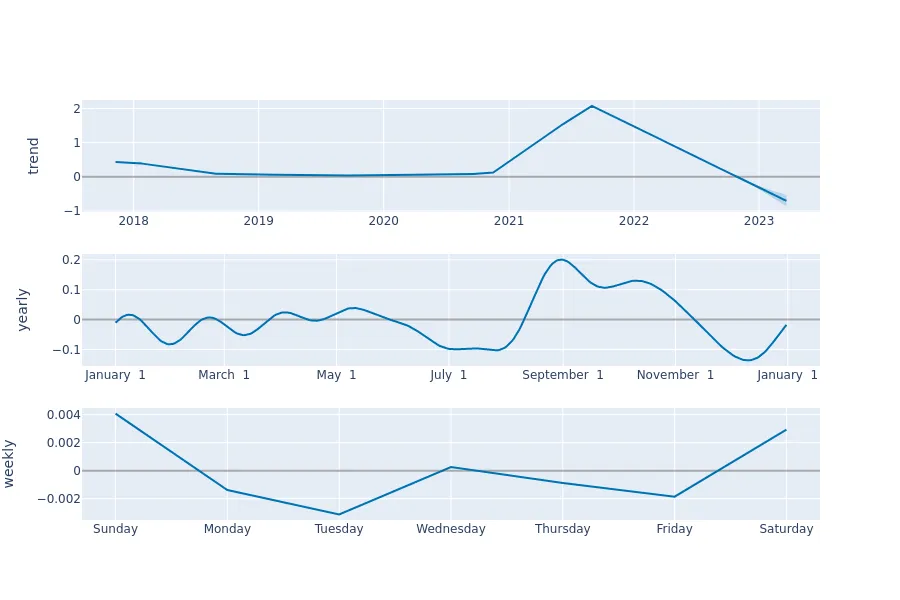 trend
2
1
0
−1
2018 2019 2020 2021 2022 2023
yearly
0.2
0.1
0
−0.1
January 1 March 1 May 1 July 1 September 1 November 1 January 1
weekly
0.004
0.002
0
−0.002
Sunday Monday Tuesday Wednesday Thursday Friday Saturday